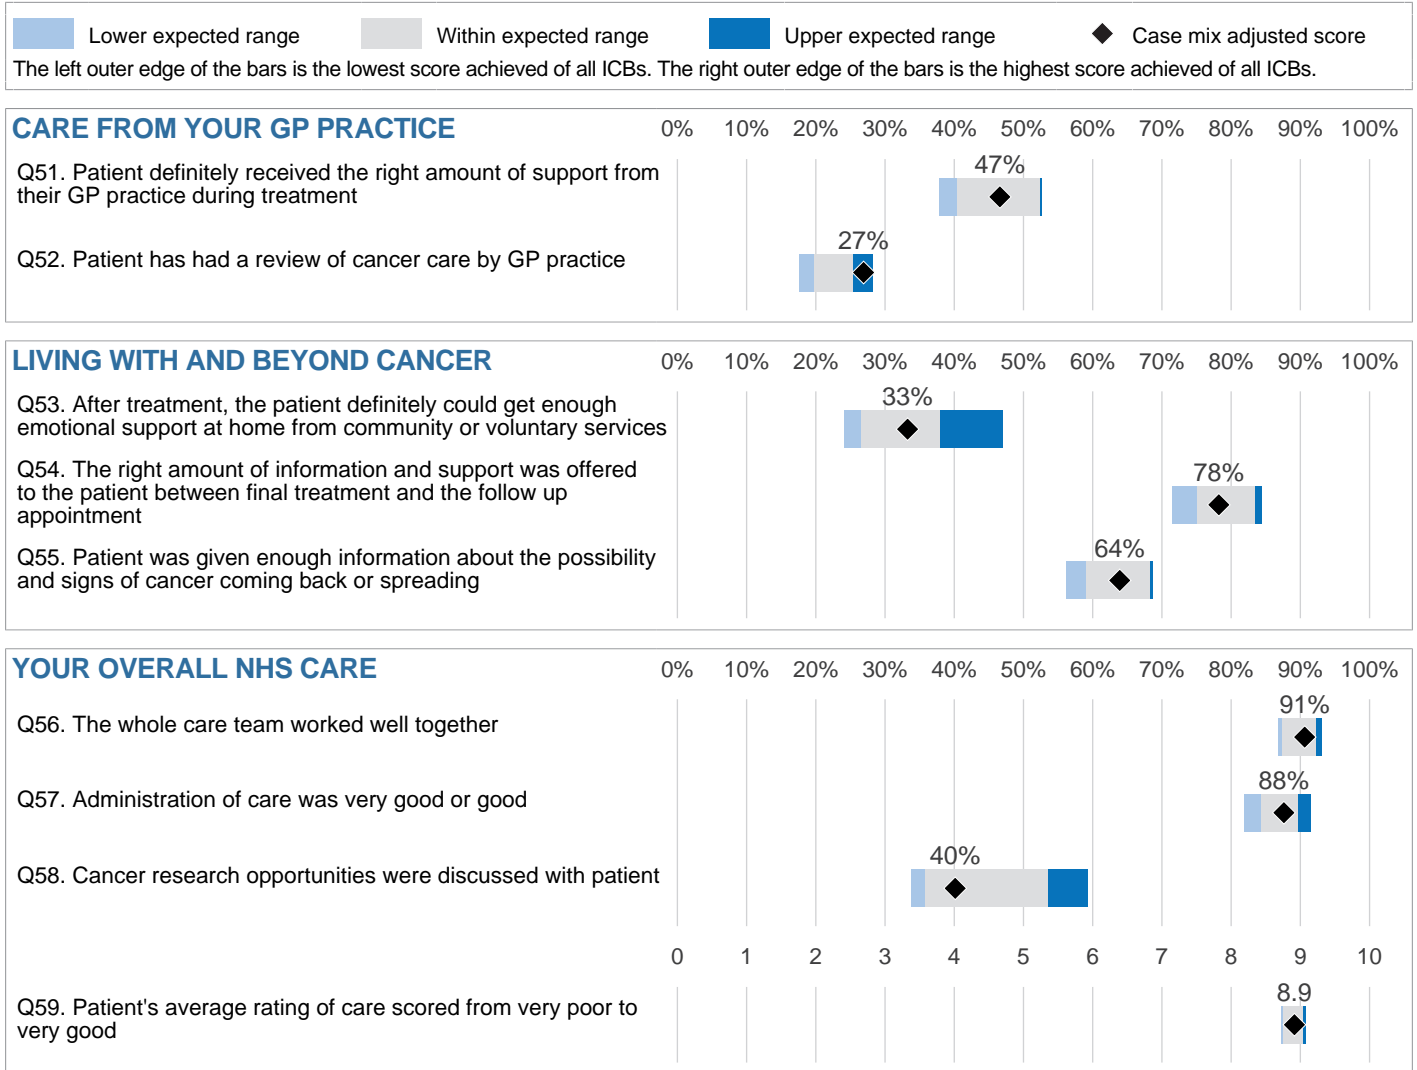 Lower expected range Within expected range Upper expected range Case mix adjusted score
The left outer edge of the bars is the lowest score achieved of all ICBs. The right outer edge of the bars is the highest score achieved of all ICBs.
CARE FROM YOUR GP PRACTICE 0% 10% 20% 30% 40% 50% 60% 70% 80% 90% 100%
47%
Q51. Patient definitely received the right amount of support from
their GP practice during treatment
27%
Q52. Patient has had a review of cancer care by GP practice
LIVING WITH AND BEYOND CANCER 0% 10% 20% 30% 40% 50% 60% 70% 80% 90% 100%
33%
Q53. After treatment, the patient definitely could get enough
emotional support at home from community or voluntary services
Q54. The right amount of information and support was offered
78%
to the patient between final treatment and the follow up
appointment
64%
Q55. Patient was given enough information about the possibility
and signs of cancer coming back or spreading
YOUR OVERALL NHS CARE 0% 10% 20% 30% 40% 50% 60% 70% 80% 90% 100%
91%
Q56. The whole care team worked well together
88%
Q57. Administration of care was very good or good
40%
Q58. Cancer research opportunities were discussed with patient
0 1 2 3 4 5 6 7 8 9 10
8.9
Q59. Patient's average rating of care scored from very poor to
very good